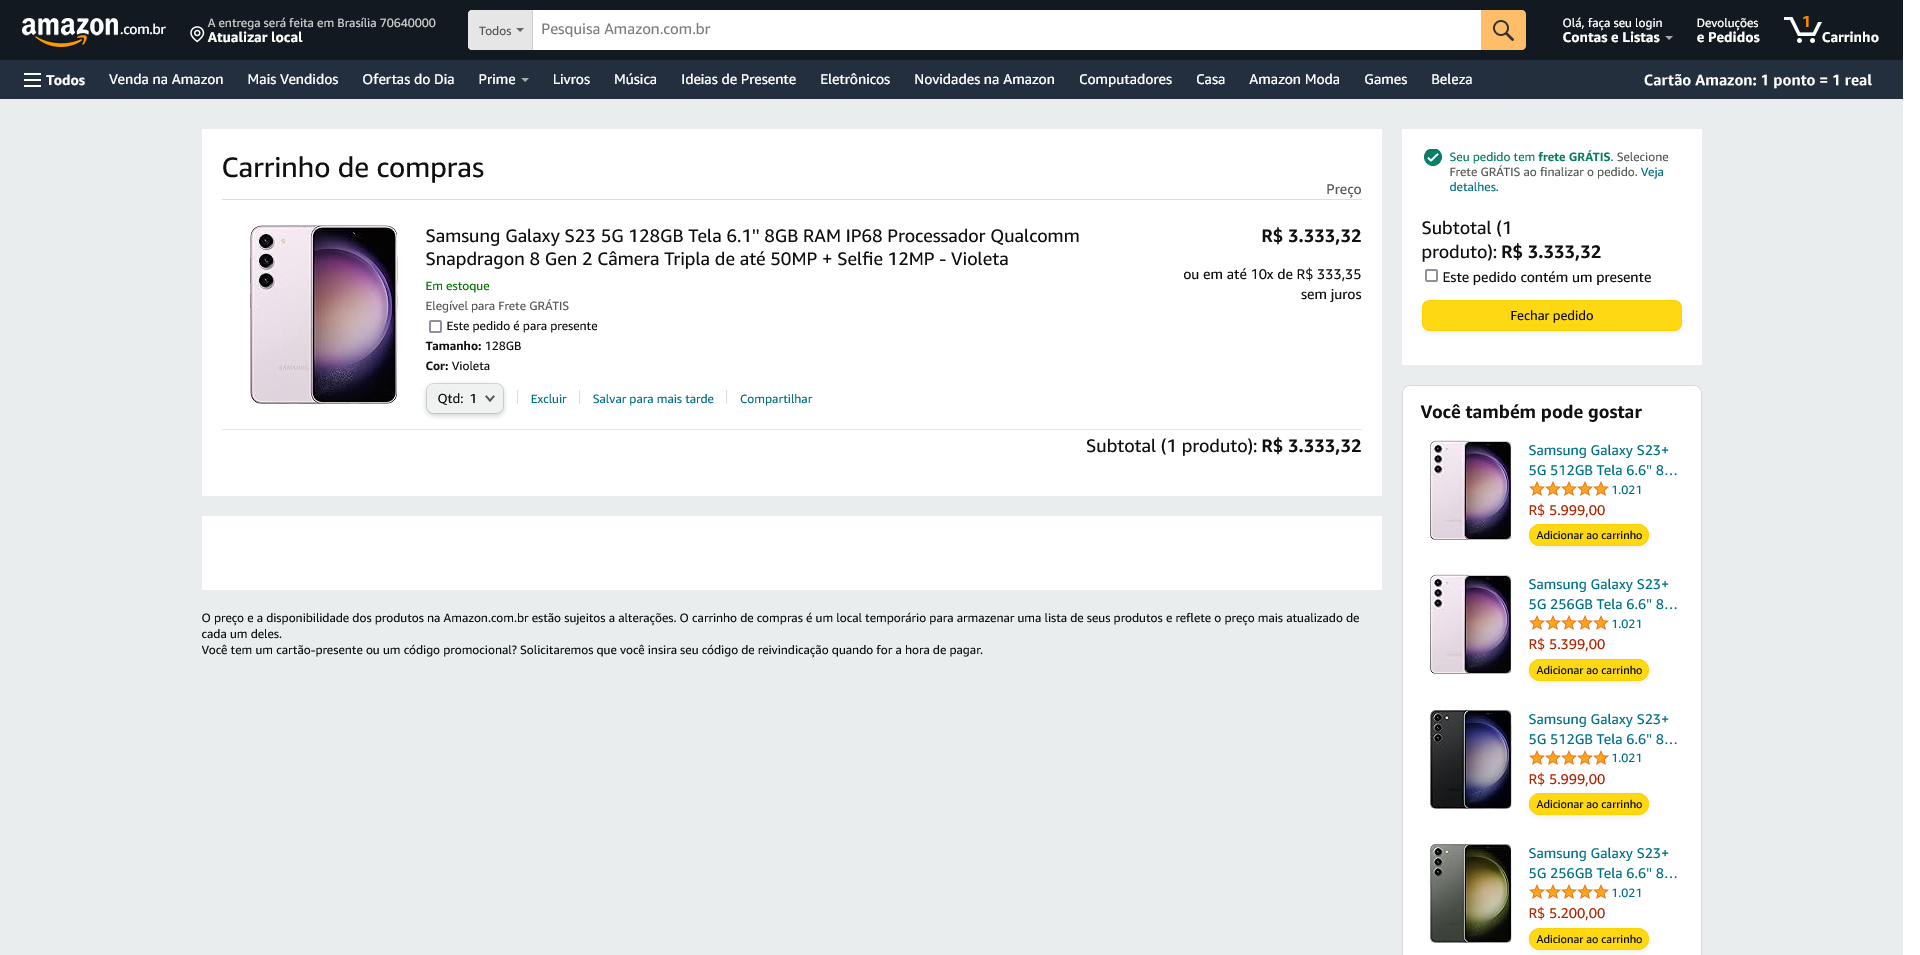 amazon.com.br
A entrega será feita em Brasília 70640000
Atualizar local
Todos
Pesquisa Amazon.com.br
Olá, faça seu login
Contas e Listas
Devoluções
e Pedidos
1
Carrinho
Todos
Venda na Amazon
Mais Vendidos
Ofertas do Dia
Prime
Livros
Música
Ideias de Presente
Eletrônicos
Novidades na Amazon
Computadores
Casa
Amazon Moda
Games
Beleza
Cartão Amazon: 1 ponto = 1 real
Carrinho de compras
Preço
Samsung Galaxy S23 5G 128GB Tela 6.1'' 8GB RAM IP68 Processador Qualcomm
Snapdragon 8 Gen 2 Câmera Tripla de até 50MP + Selfie 12MP - Violeta
Em estoque
Elegível para Frete GRÁTIS
Este pedido é para presente
Tamanho: 128GB
Cor: Violeta
Qtd: 1
Excluir
Salvar para mais tarde
Compartilhar
R$ 3.333,32
ou em até 10x de R$ 333,35
sem juros
SAMSUNG
Subtotal (1 produto): R$ 3.333,32
O preço e a disponibilidade dos produtos na Amazon.com.br estão sujeitos a alterações. O carrinho de compras é um local temporário para armazenar uma lista de seus produtos e reflete o preço mais atualizado de
cada um deles.
Você tem um cartão-presente ou um código promocional? Solicitaremos que você insira seu código de reivindicação quando for a hora de pagar.
Seu pedido tem frete GRÁTIS. Selecione
Frete GRÁTIS ao finalizar o pedido. Veja
detalhes.
Subtotal (1
produto): R$ 3.333,32
Este pedido contém um presente
Fechar pedido
Você também pode gostar
Samsung Galaxy S23+
5G 512GB Tela 6.6" 8…
1.021
R$ 5.999,00
Adicionar ao carrinho
Samsung Galaxy S23+
5G 256GB Tela 6.6" 8…
1.021
R$ 5.399,00
Adicionar ao carrinho
Samsung Galaxy S23+
5G 512GB Tela 6.6" 8…
1.021
R$ 5.999,00
Adicionar ao carrinho
Samsung Galaxy S23+
5G 256GB Tela 6.6" 8…
1.021
R$ 5.200,00
Adicionar ao carrinho